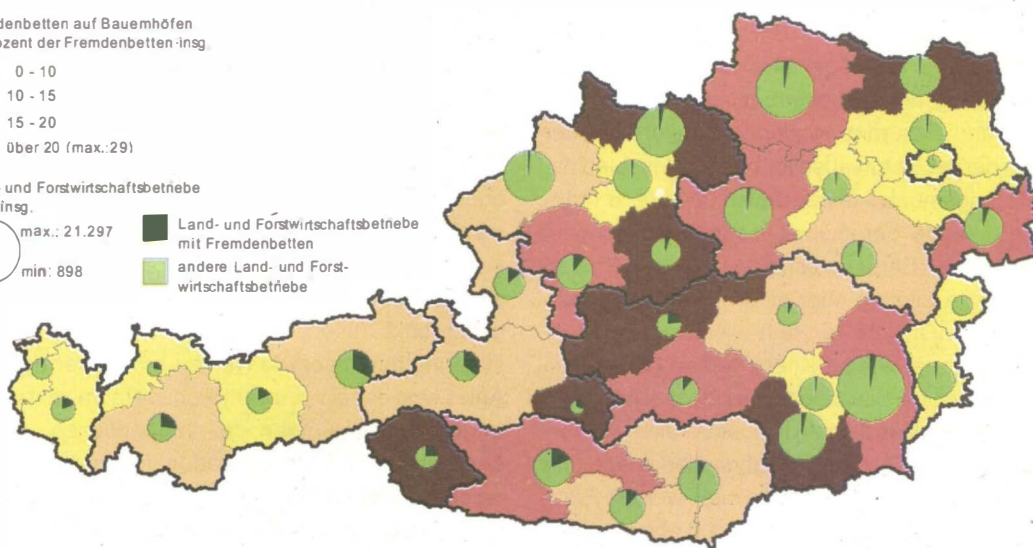 denbetten auf Bauernhöfen
ozent der Fremdenbetten insg
0 - 10
10 - 15
15 - 20
über 20 (max.:29)
- und Forstwirtschaftsbetriebe
insg.
max.: 21.297
min: 898
Land- und Forstwirtschaftsbetriebe
mit Fremdenbetten
andere Land- und Forst-
wirtschaftsbetriebe